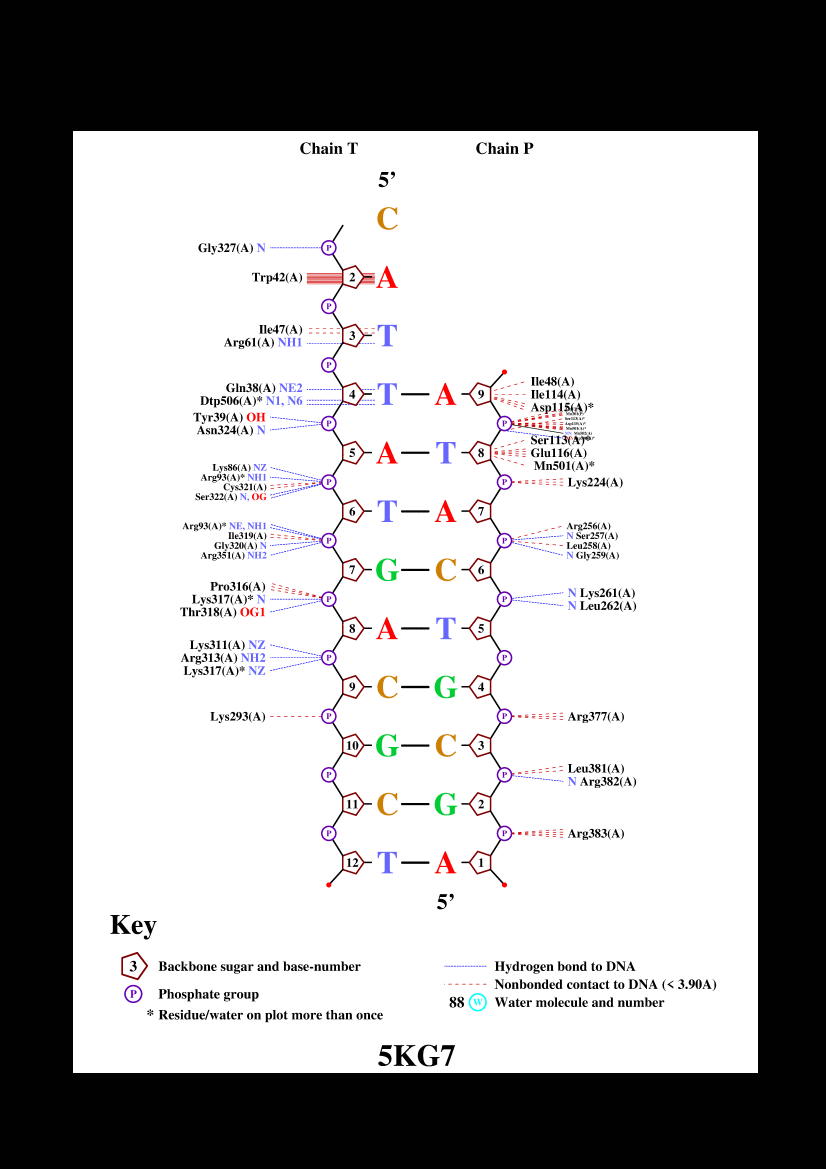 Chain T Chain P
5’
C
P
Gly327(A) N
Trp42(A) 2 A
P
Ile47(A)
3 T
Arg61(A) NH1
P
Ile48(A)
Gln38(A) NE2
4 T A 9 Ile114(A)
Dtp506(A)* N1, N6
Asp115(A)*
Tyr39(A) OH
P P
Asn324(A) N
Ser113(A)*
5 A T 8 Glu116(A)
Mn501(A)*
Lys86(A) NZ
Arg93(A)* NH1
P P Lys224(A)
Cys321(A)
Ser322(A) N, OG
6 T A 7
Arg93(A)* NE, NH1 Arg256(A)
Ile319(A) N Ser257(A)
P P
Gly320(A) N Leu258(A)
Arg351(A) NH2 N Gly259(A)
7 G C 6
Pro316(A)
N Lys261(A)
Lys317(A)* N P P
N Leu262(A)
Thr318(A) OG1
8 A T 5
Lys311(A) NZ
Arg313(A) NH2 P P
Lys317(A)* NZ
9 C G 4
Lys293(A) P P Arg377(A)
10 G C 3
Leu381(A)
P P
N Arg382(A)
11 C G 2
P P Arg383(A)
12 T A 1
5’
Key
3 Backbone sugar and base-number
P Phosphate group
* Residue/water on plot more than once
Hydrogen bond to DNA
Nonbonded contact to DNA (< 3.90A)
88 W Water molecule and number
5KG7